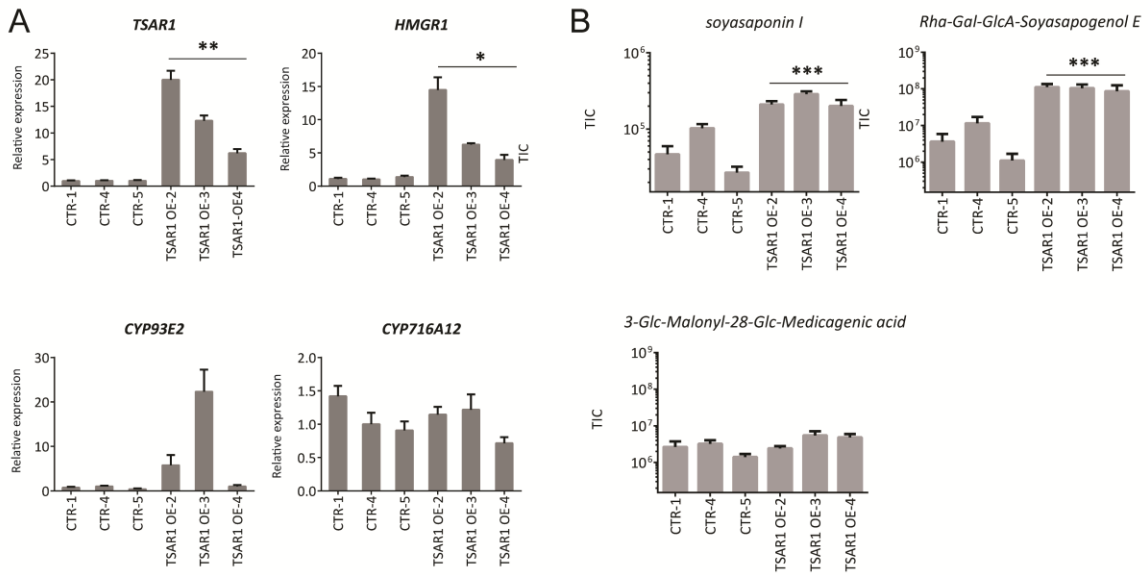 A
TSAR1
**
Relative expression
25
20
15
10
5
0
CTR-1
CTR-4
CTR-5
TSAR1 OE-2
TSAR1 OE-3
TSAR1-OE4
HMGR1
*
Relative expression
20
15
10
5
0
CTR-1
CTR-4
CTR-5
TSAR1 OE-2
TSAR1 OE-3
TSAR1 OE-4
B
soyasaponin I
***
TIC
10⁶
10⁵
CTR-1
CTR-4
CTR-5
TSAR1 OE-2
TSAR1 OE-3
TSAR1 OE-4
Rha-Gal-GlcA-Soyasapogenol E
***
TIC
10⁹
10⁸
10⁷
10⁶
CTR-1
CTR-4
CTR-5
TSAR1 OE-2
TSAR1 OE-3
TSAR1 OE-4
CYP93E2
Relative expression
30
20
10
0
CTR-1
CTR-4
CTR-5
TSAR1 OE-2
TSAR1 OE-3
TSAR1 OE-4
CYP716A12
Relative expression
2.0
1.5
1.0
0.5
0.0
CTR-1
CTR-4
CTR-5
TSAR1 OE-2
TSAR1 OE-3
TSAR1 OE-4
3-Glc-Malonyl-28-Glc-Medicagenic acid
TIC
10⁹
10⁸
10⁷
10⁶
CTR-1
CTR-4
CTR-5
TSAR1 OE-2
TSAR1 OE-3
TSAR1 OE-4
TIC